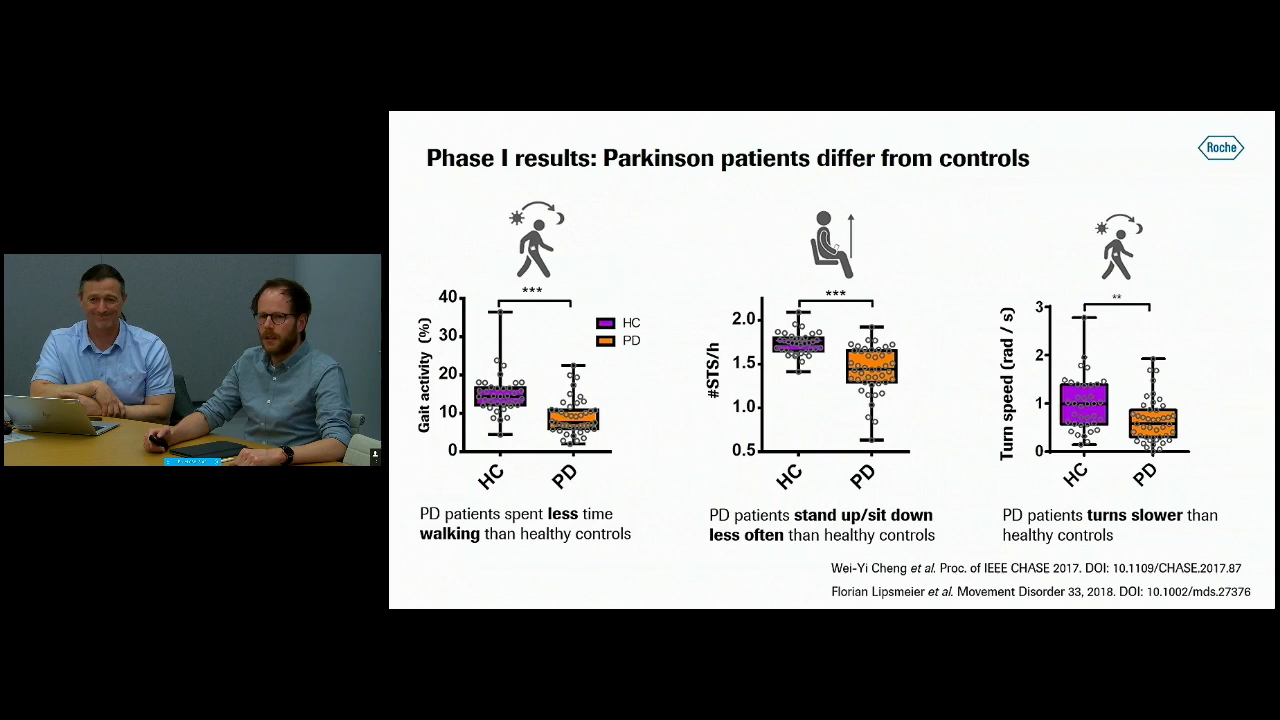 Phase I results: Parkinson patients differ from controls
Roche
***
40
30
20
10
0
Gait activity (%)
HC
PD
HC
PD
PD patients spent less time
walking than healthy controls
***
2.0
1.5
1.0
0.5
#STS/h
HC
PD
PD patients stand up/sit down
less often than healthy controls
**
3
2
1
0
Turn speed (rad / s)
HC
PD
PD patients turns slower than
healthy controls
Wei-Yi Cheng et al. Proc. of IEEE CHASE 2017. DOI: 10.1109/CHASE.2017.87
Florian Lipsmeier et al. Movement Disorder 33, 2018. DOI: 10.1002/mds.27376